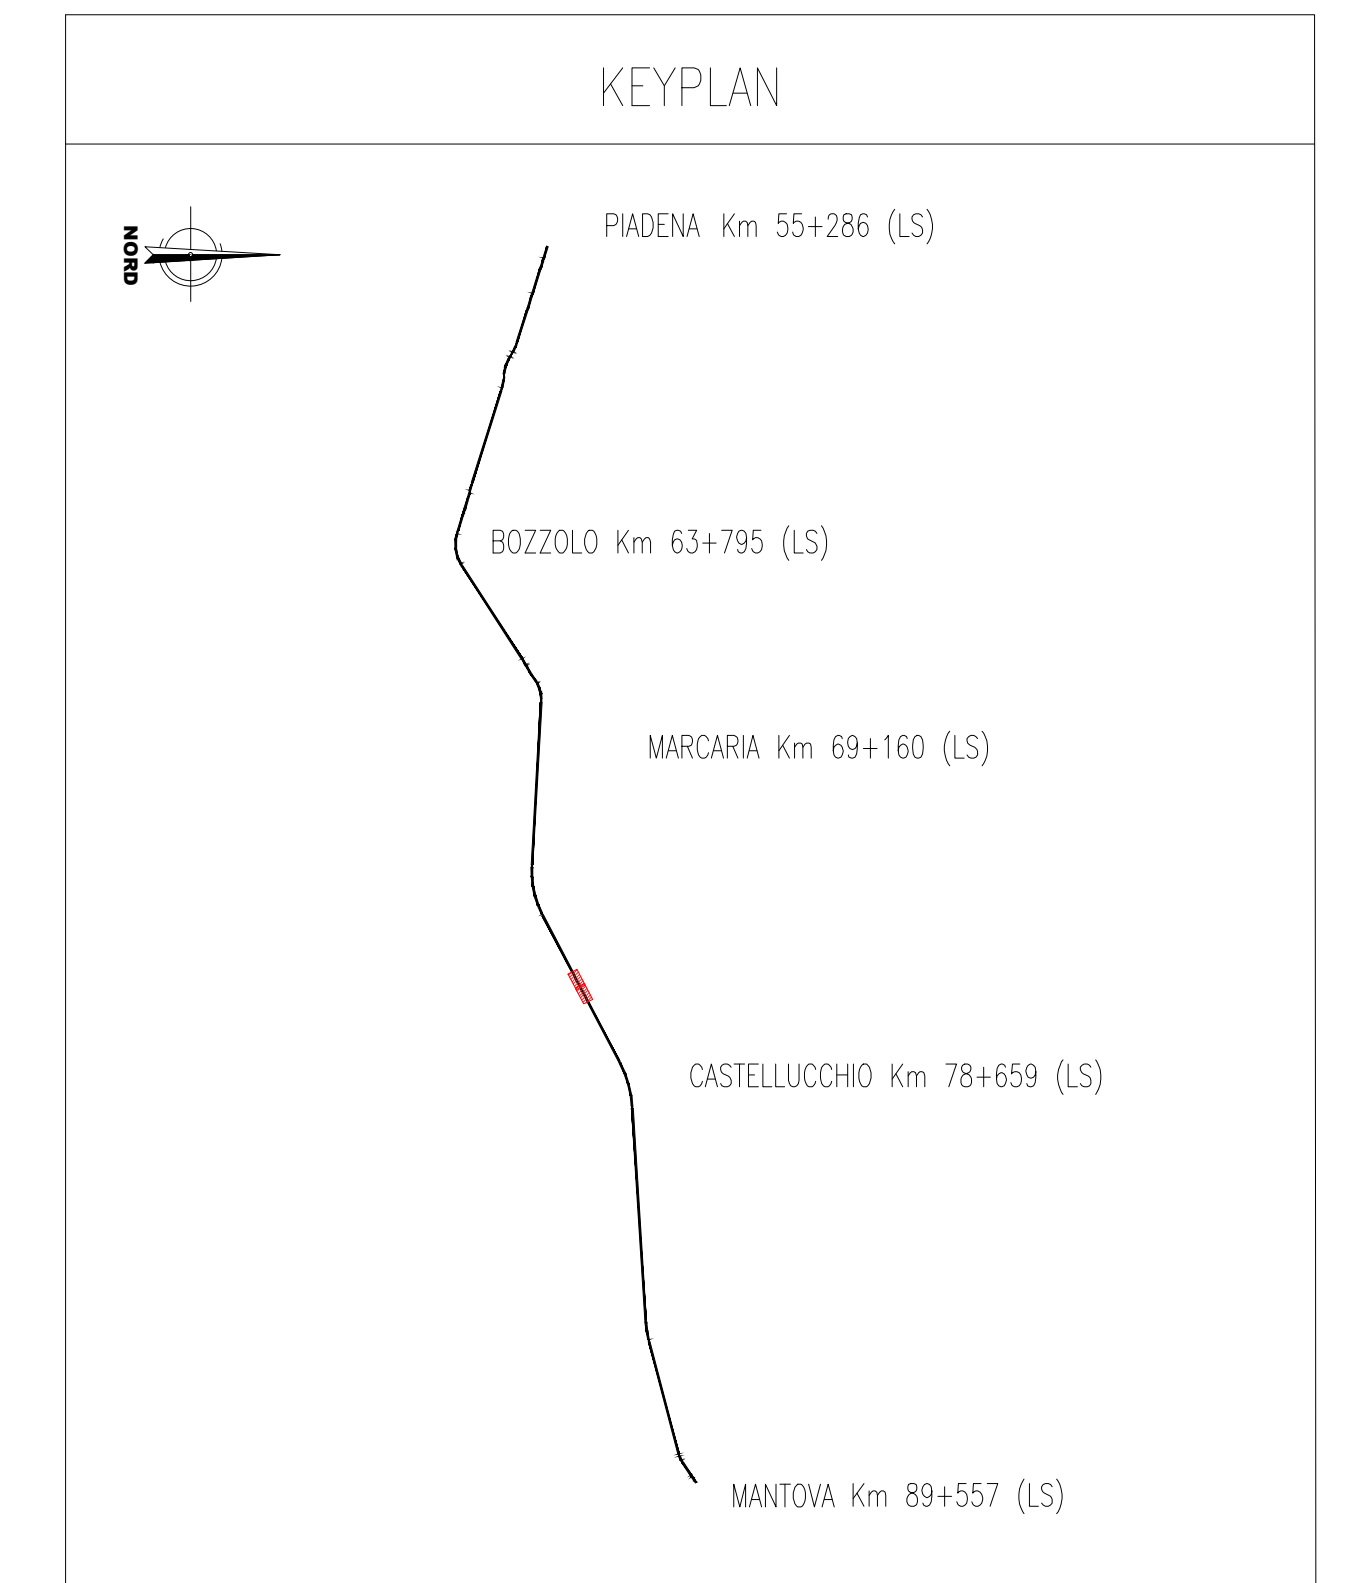 KEYPLAN
NORD
PIADENA Km 55+286 (LS)
BOZZOLO Km 63+795 (LS)
MARCARIA Km 69+160 (LS)
CASTELLUCCHIO Km 78+659 (LS)
MANTOVA Km 89+557 (LS)